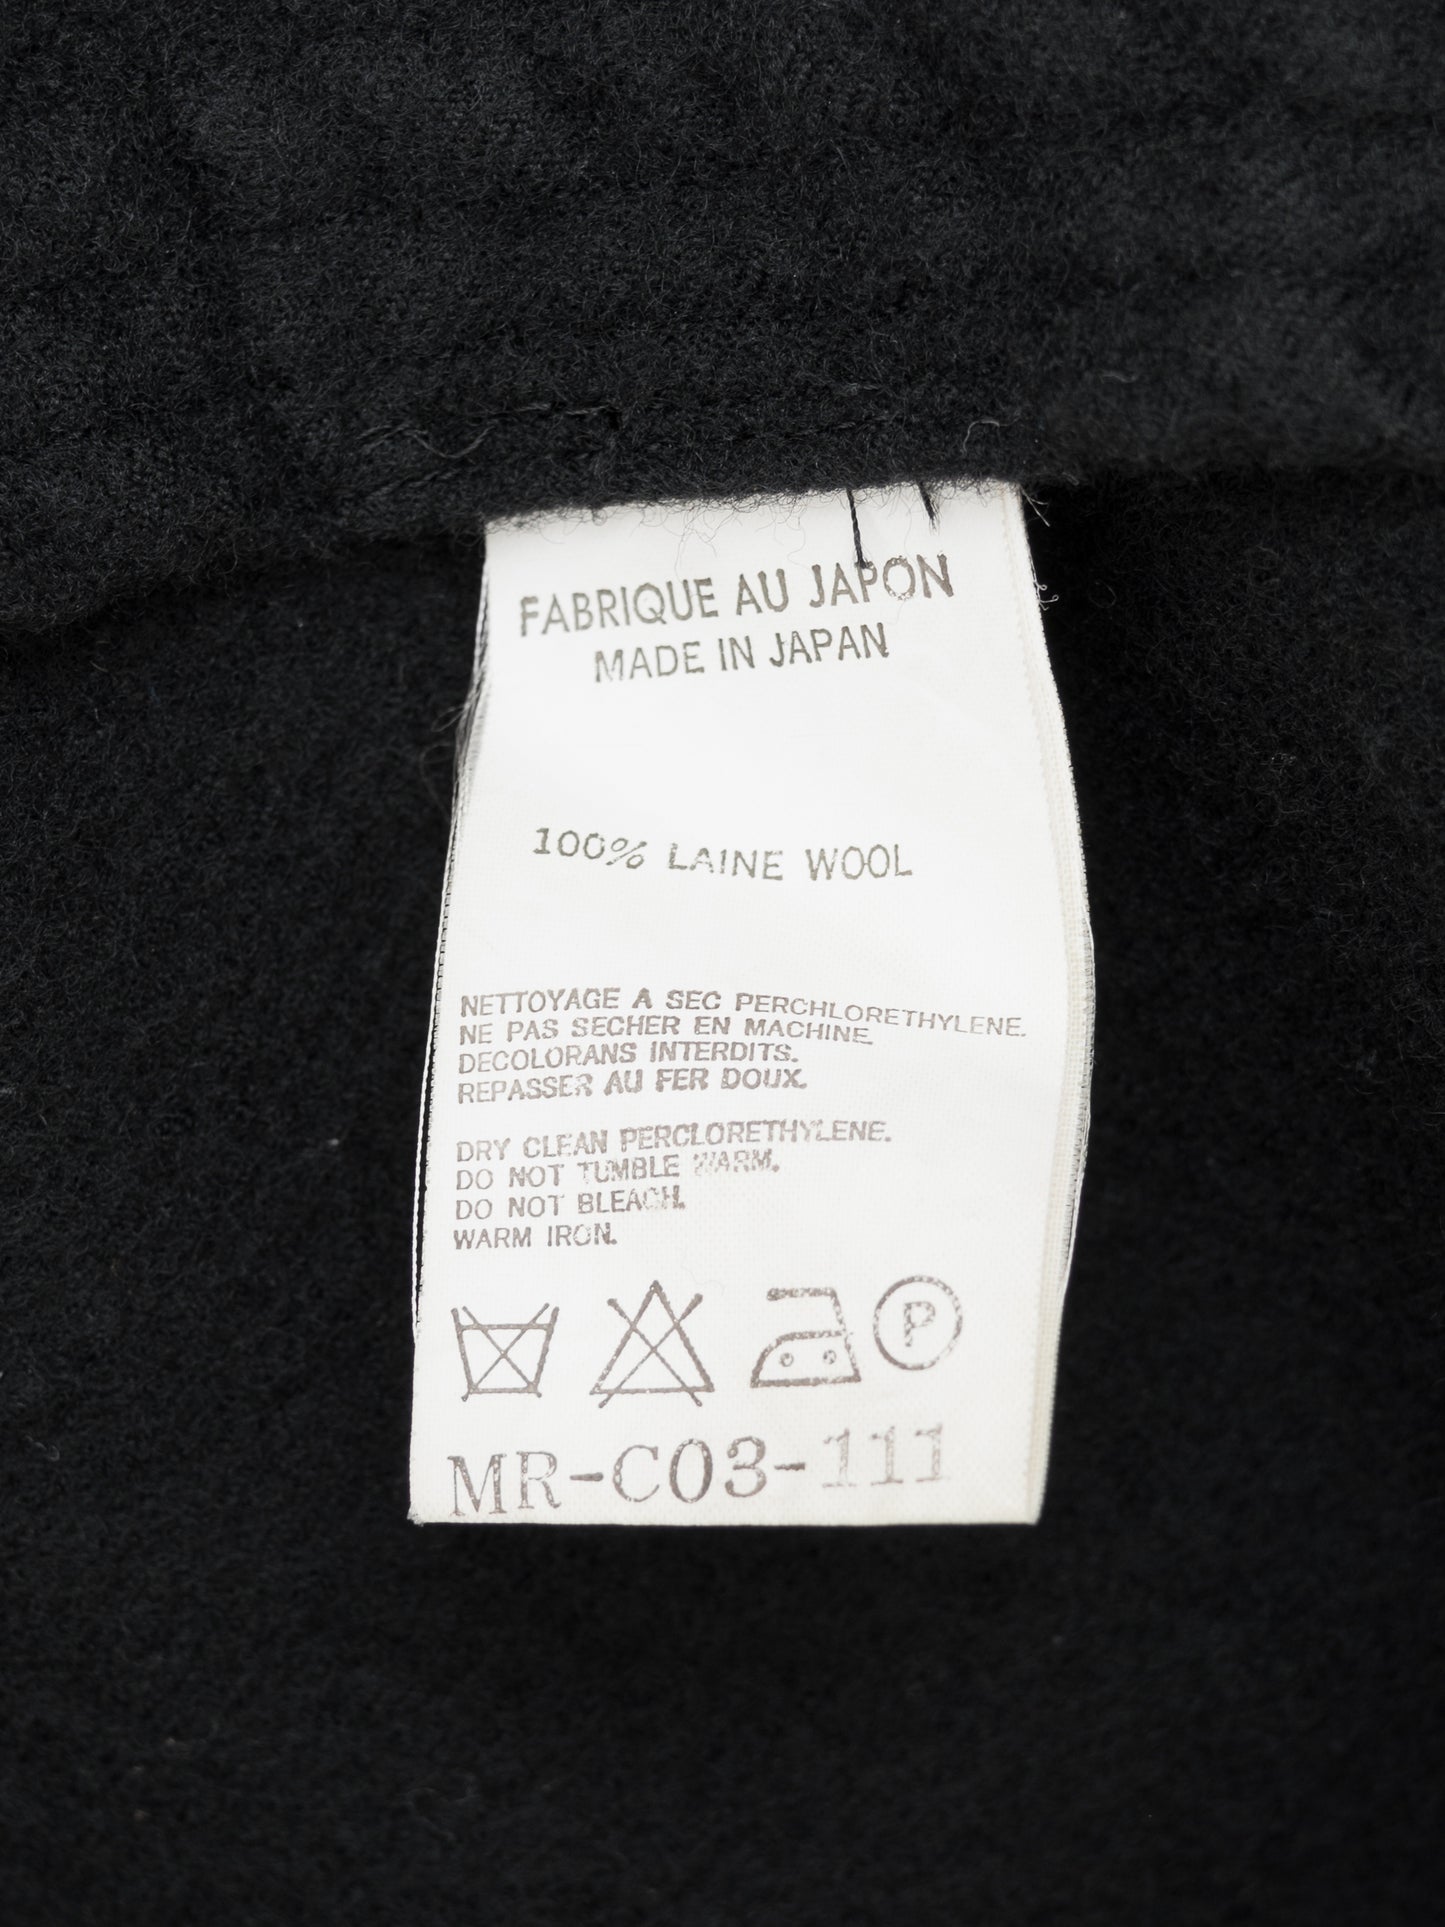 FABRIQUE AU JAPON
MADE IN JAPAN
100% LAINE WOOL
NETTOYAGE A SEC PERCHLORETHYLENE.
NE PAS SECHER EN MACHINE
DECOLORANS INTERDITS.
REPASSER AU FER DOUX.
DRY CLEAN PERCLORETHYLENE.
DO NOT TUMBLE WARM.
DO NOT BLEACH.
WARM IRON.
P
MR-C03-111